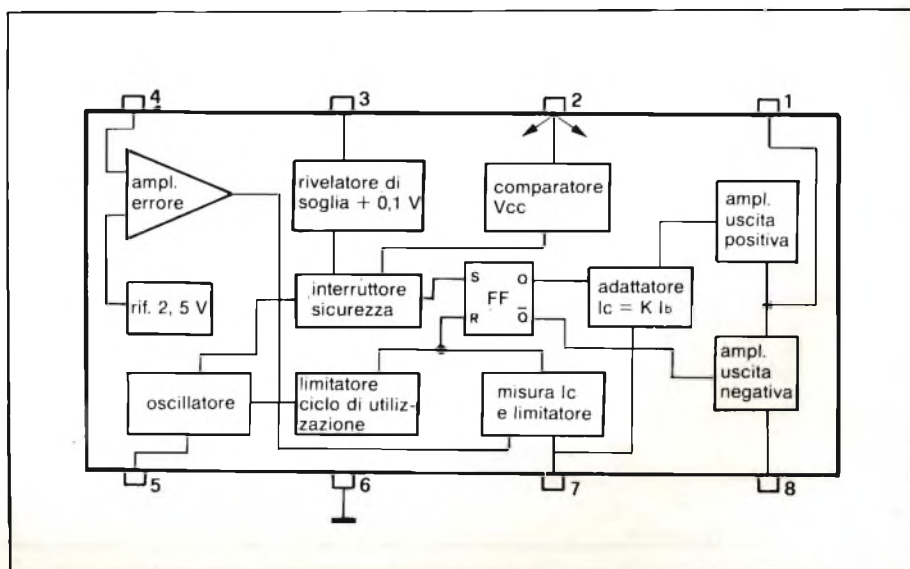 4
3
2
1
ampl.
errore
rivelatore di
soglia + 0,1 V
comparatore
Vcc
ampl.
uscita
positiva
rif. 2, 5 V
interruttore
sicurezza
S
O
FF
R
O̅
adattatore
Ic = K Ib
ampl.
uscita
negativa
oscillatore
limitatore
ciclo di utiliz-
zazione
misura Ic
e limitatore
5
6
7
8